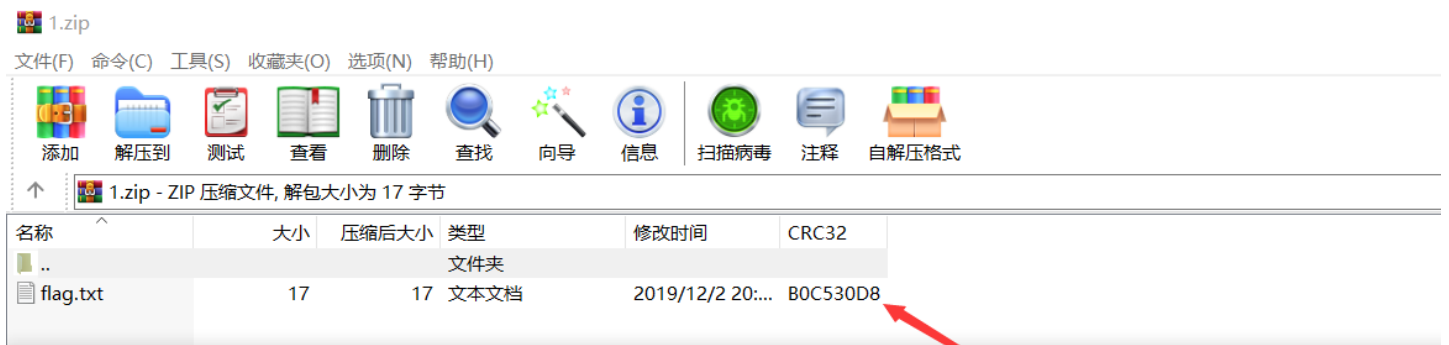 1.zip
文件(F) 命令(C) 工具(S) 收藏夹(O) 选项(N) 帮助(H)
添加 解压到 测试 查看 删除 查找 向导 信息 扫描病毒 注释 自解压格式
1.zip - ZIP 压缩文件, 解包大小为 17 字节
名称 大小 压缩后大小 类型 修改时间 CRC32
.. 文件夹
flag.txt 17 17 文本文档 2019/12/2 20:... B0C530D8